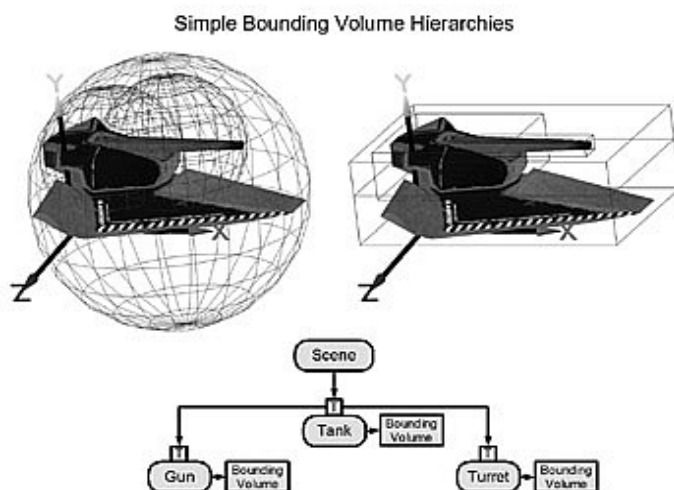 Simple Bounding Volume Hierarchies
Y
X
Z
Y
X
Z
Scene
T
Tank
Bounding
Volume
T
Gun
Bounding
Volume
T
Turret
Bounding
Volume